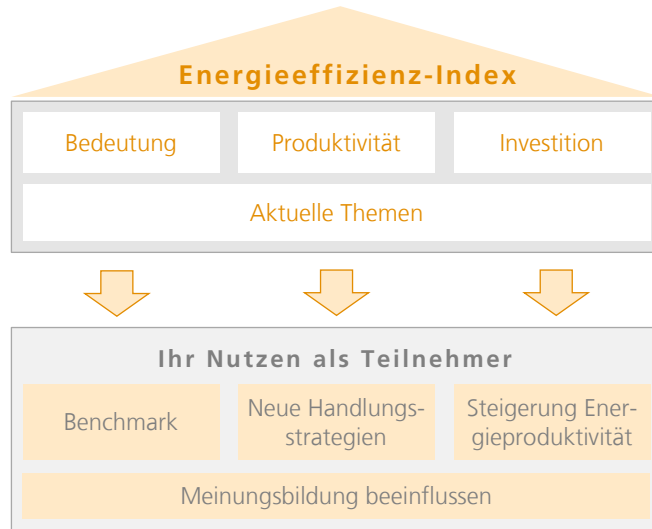 Energieeffizienz-Index
Bedeutung
Produktivität
Investition
Aktuelle Themen
Ihr Nutzen als Teilnehmer
Benchmark
Neue Handlungs-
strategien
Steigerung Ener-
gieproduktivität
Meinungsbildung beeinflussen